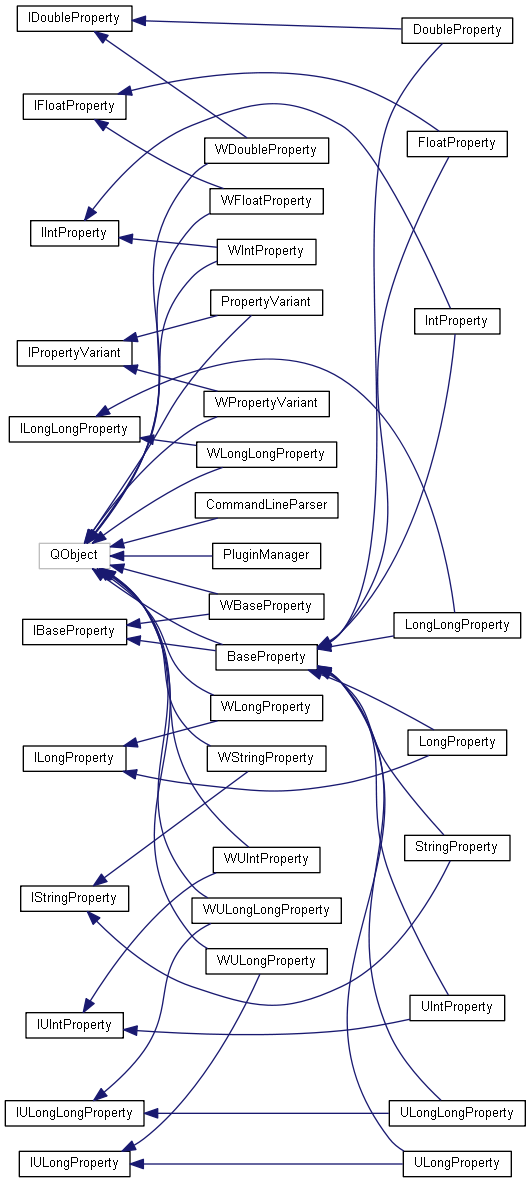 IDoubleProperty
DoubleProperty
IFloatProperty
FloatProperty
WDoubleProperty
WFloatProperty
IIntProperty
WIntProperty
PropertyVariant
IntProperty
IPropertyVariant
WPropertyVariant
ILongLongProperty
WLongLongProperty
CommandLineParser
QObject
PluginManager
WBaseProperty
LongLongProperty
IBaseProperty
BaseProperty
WLongProperty
LongProperty
ILongProperty
WStringProperty
StringProperty
WUIntProperty
IStringProperty
WULongLongProperty
WULongProperty
UIntProperty
IUIntProperty
IULongLongProperty
ULongLongProperty
IULongProperty
ULongProperty